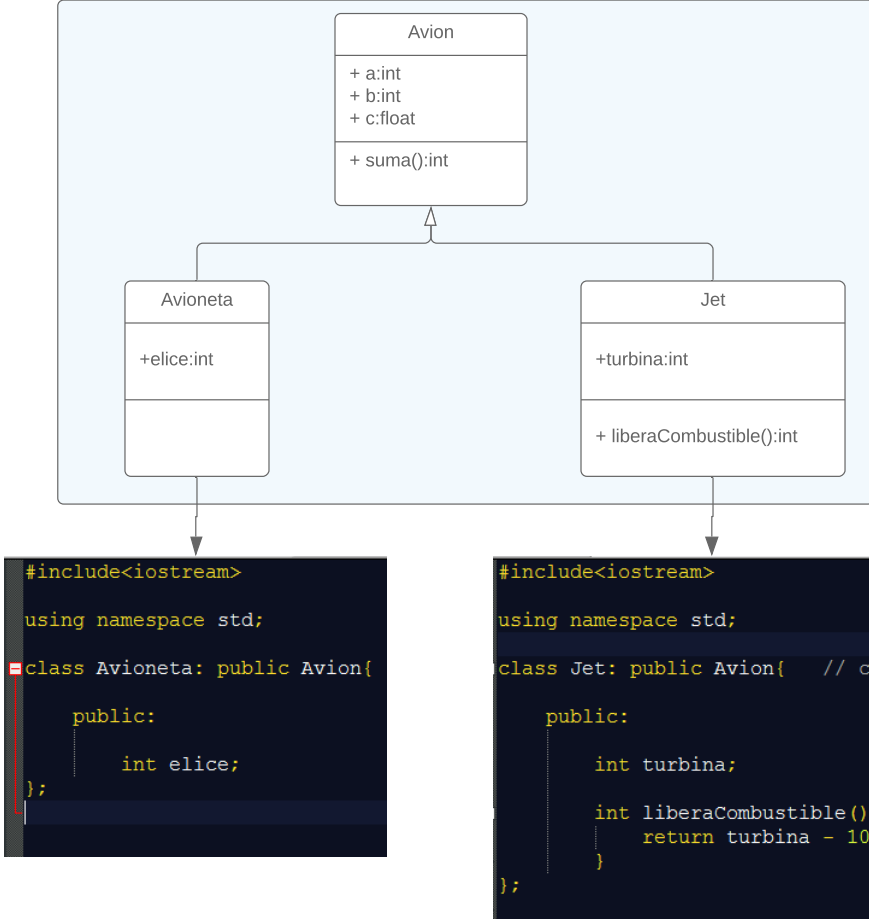 Avion
+ a:int
+ b:int
+ c:float
+ suma():int
Avioneta
+elice:int
Jet
+turbina:int
+ liberaCombustible():int
#include<iostream>
using namespace std;
class Avioneta: public Avion{
public:
int elice;
};
#include<iostream>
using namespace std;
class Jet: public Avion{ //
public:
int turbina;
int liberaCombustible()
return turbina - 10
}
};